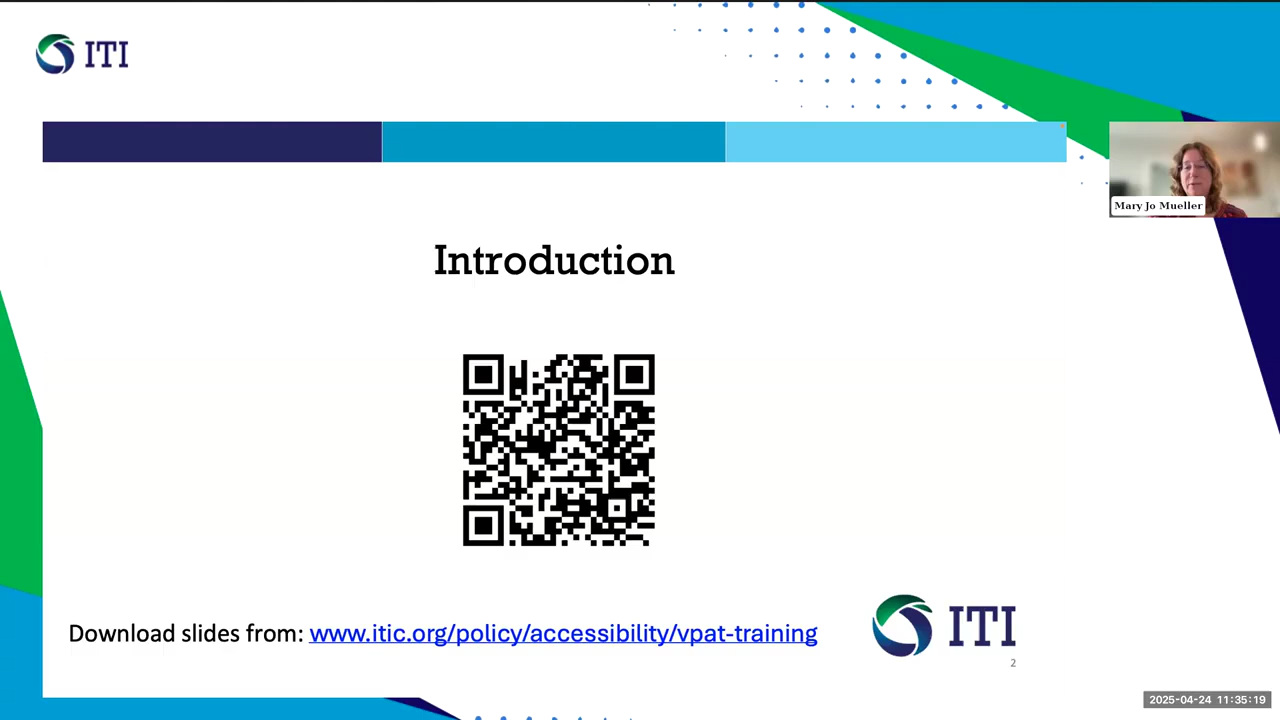 ITI
Mary Jo Mueller
Introduction
Download slides from: www.itic.org/policy/accessibility/vpat-training
ITI
2
2025-04-24 11:35:19